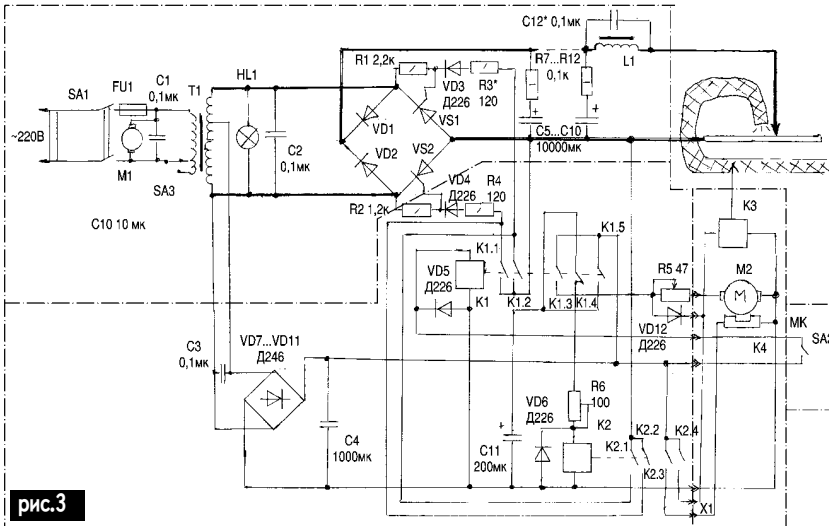 C12* 0,1мк
R1 2,2к
VD3
Д226
R3*
120
R7...R12
0,1к
L1
SA1
FU1
C1
0,1мк
T1
HL1
VD1
VS1
C5...C10
10000мк
~220В
M1
SA3
C2
0,1мк
VD2
VS2
VD4
Д226
R4
120
R2 1,2к
C10 10 мк
K3
K1.1
K1.5
VD5
Д226
K1
K1.2
K1.3
K1.4
R5 47
M2
M
VD12
Д226
MK
K4
SA2
C3
0,1мк
VD7...VD11
Д246
C4
1000мк
VD6
Д226
R6
100
K2
C11
200мк
K2.1
K2.2
K2.3
K2.4
X1
рис.3